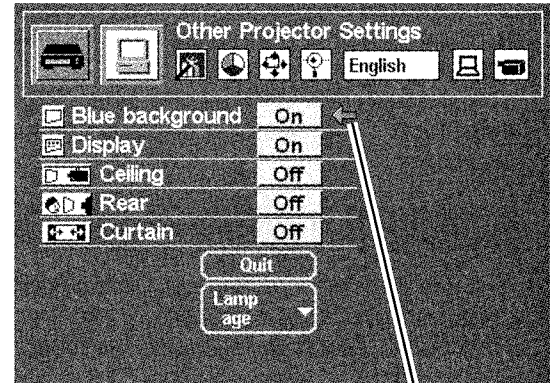 Other Projector Settings
English
Blue background On
Display On
Ceiling Off
Rear Off
Curtain Off
Quit
Lamp
age